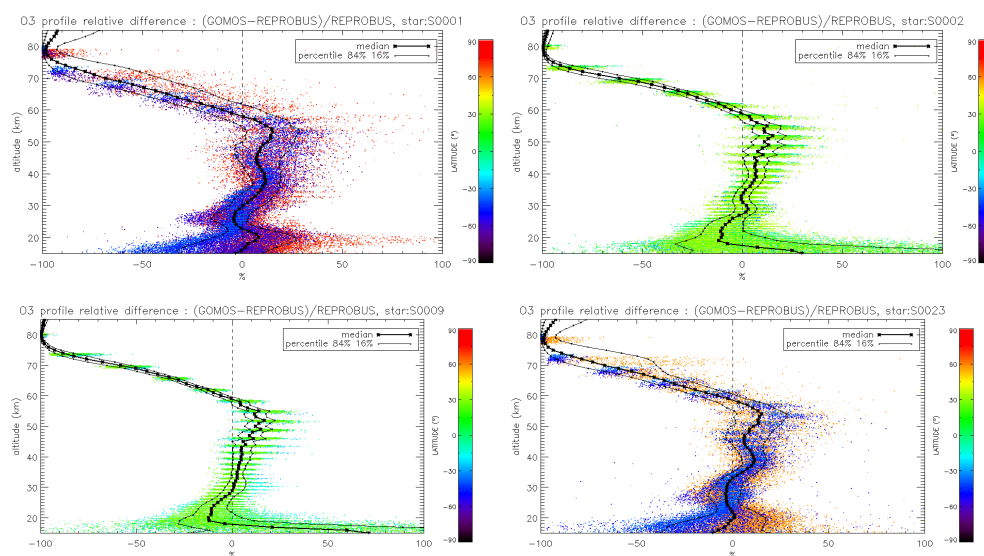 O3 profile relative difference : (GOMOS-REPROBUS)/REPROBUS, star:S0001
median
percentile 84% 16%
altitude (km)
80
70
60
50
40
30
20
-100 -50 0 50 100
%
90
60
30
0
-30
-60
-90
LATITUDE (°)
O3 profile relative difference : (GOMOS-REPROBUS)/REPROBUS, star:S0002
median
percentile 84% 16%
altitude (km)
80
70
60
50
40
30
20
-100 -50 0 50 100
%
90
60
30
0
-30
-60
-90
LATITUDE (°)
O3 profile relative difference : (GOMOS-REPROBUS)/REPROBUS, star:S0009
median
percentile 84% 16%
altitude (km)
80
70
60
50
40
30
20
-100 -50 0 50 100
%
90
60
30
0
-30
-60
-90
LATITUDE (°)
O3 profile relative difference : (GOMOS-REPROBUS)/REPROBUS, star:S0023
median
percentile 84% 16%
altitude (km)
80
70
60
50
40
30
20
-100 -50 0 50 100
%
90
60
30
0
-30
-60
-90
LATITUDE (°)